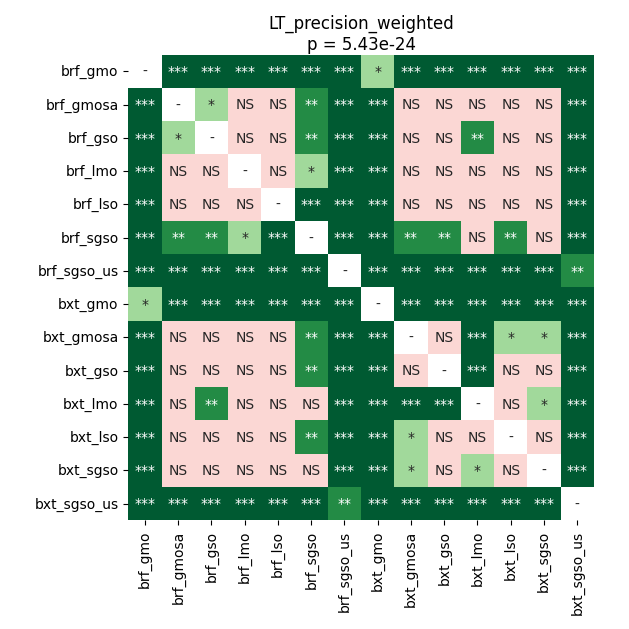 LT_precision_weighted
p = 5.43e-24
brf_gmo - *** *** *** *** *** *** * *** *** *** *** *** ***
brf_gmosa *** - * NS NS ** *** *** NS NS NS NS NS ***
brf_gso *** * - NS NS ** *** *** NS NS ** NS NS ***
brf_lmo *** NS NS - NS * *** *** NS NS NS NS NS ***
brf_lso *** NS NS NS - *** *** *** NS NS NS NS NS ***
brf_sgso *** ** ** * *** - *** *** ** ** NS ** NS ***
brf_sgso_us *** *** *** *** *** *** - *** *** *** *** *** *** **
bxt_gmo * *** *** *** *** *** *** - *** *** *** *** *** ***
bxt_gmosa *** NS NS NS NS ** *** *** - NS *** * * ***
bxt_gso *** NS NS NS NS ** *** *** NS - *** NS NS ***
bxt_lmo *** NS ** NS NS NS *** *** *** *** - NS * ***
bxt_lso *** NS NS NS NS ** *** *** * NS NS - NS ***
bxt_sgso *** NS NS NS NS NS *** *** * NS * NS - ***
bxt_sgso_us *** *** *** *** *** *** ** *** *** *** *** *** *** -
brf_gmo brf_gmosa brf_gso brf_lmo brf_lso brf_sgso brf_sgso_us bxt_gmo bxt_gmosa bxt_gso bxt_lmo bxt_lso bxt_sgso bxt_sgso_us